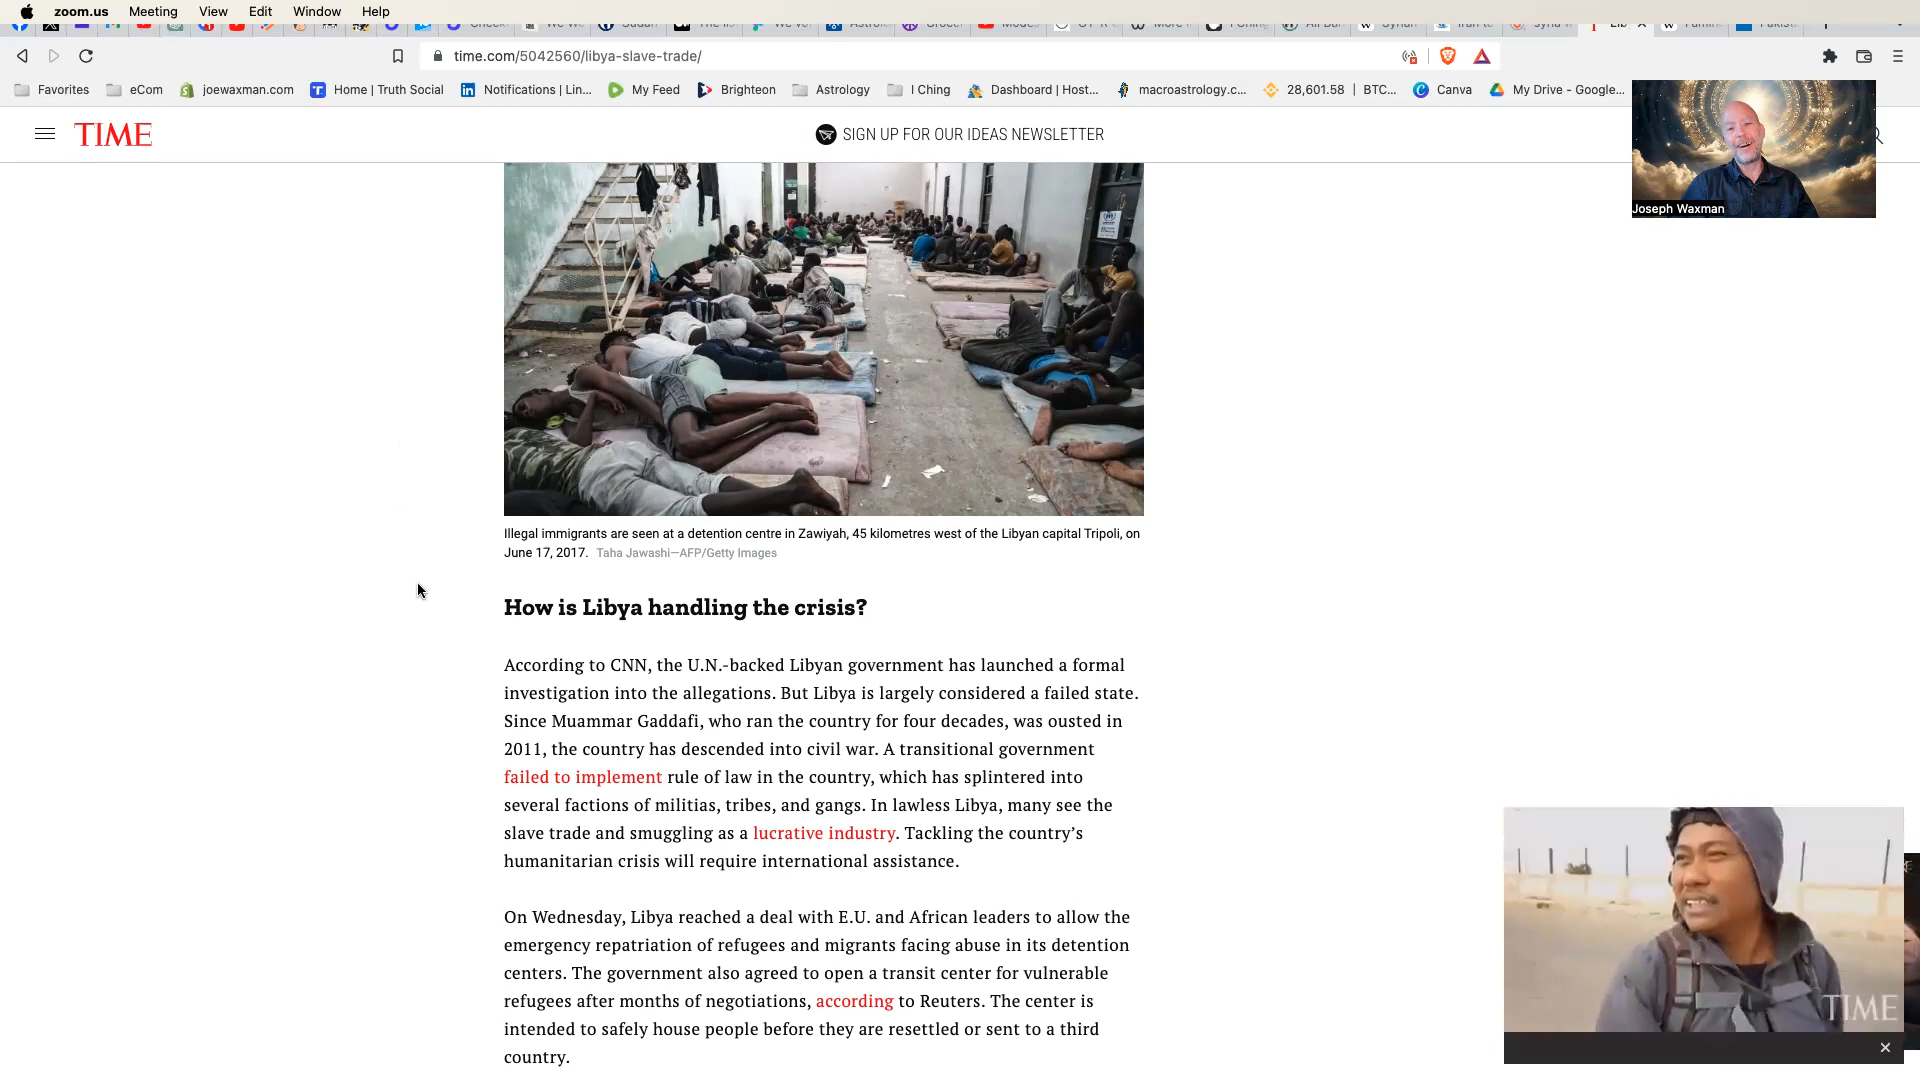 zoom.us Meeting View Edit Window Help
time.com/5042560/libya-slave-trade/
Favorites eCom joewaxman.com Home | Truth Social Notifications | Lin... My Feed Brighteon Astrology I Ching Dashboard | Host... macroastrology.c... 28,601.58 | BTC... Canva My Drive - Google...
TIME
SIGN UP FOR OUR IDEAS NEWSLETTER
Joseph Waxman
Illegal immigrants are seen at a detention centre in Zawiyah, 45 kilometres west of the Libyan capital Tripoli, on
June 17, 2017. Taha Jawashi—AFP/Getty Images
How is Libya handling the crisis?
According to CNN, the U.N.-backed Libyan government has launched a formal
investigation into the allegations. But Libya is largely considered a failed state.
Since Muammar Gaddafi, who ran the country for four decades, was ousted in
2011, the country has descended into civil war. A transitional government
failed to implement rule of law in the country, which has splintered into
several factions of militias, tribes, and gangs. In lawless Libya, many see the
slave trade and smuggling as a lucrative industry. Tackling the country's
humanitarian crisis will require international assistance.
On Wednesday, Libya reached a deal with E.U. and African leaders to allow the
emergency repatriation of refugees and migrants facing abuse in its detention
centers. The government also agreed to open a transit center for vulnerable
refugees after months of negotiations, according to Reuters. The center is
intended to safely house people before they are resettled or sent to a third
country.
TIME